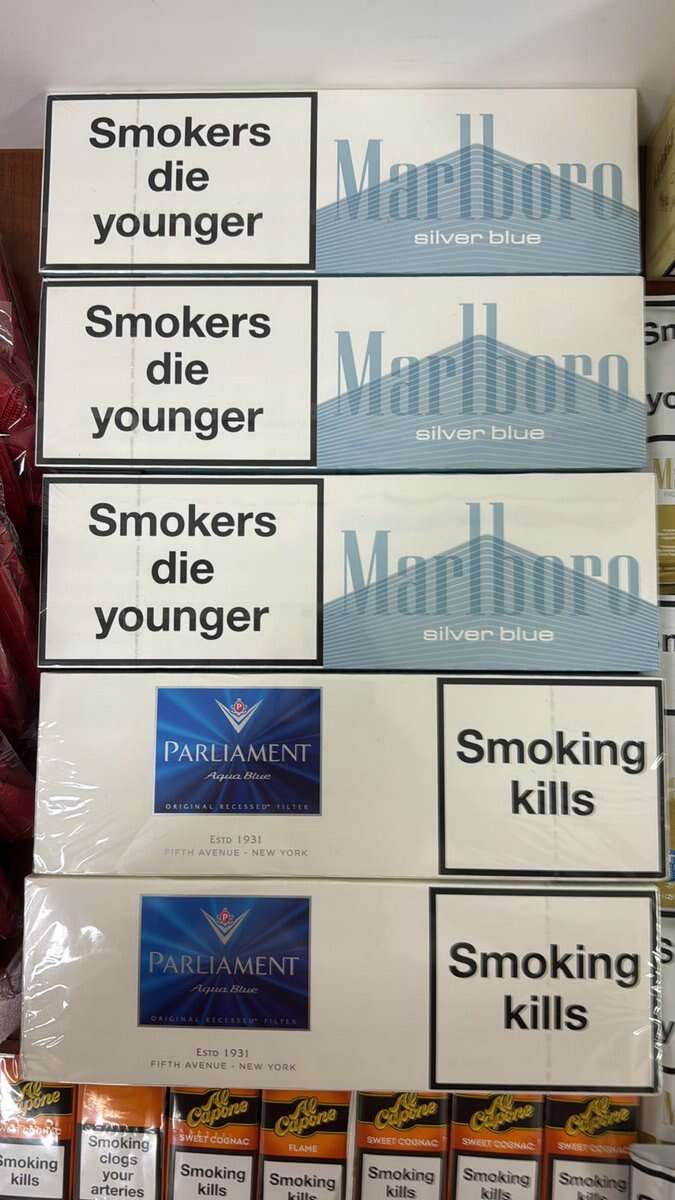 Smokers
die
younger
Marlboro
silver blue
Smokers
die
younger
Marlboro
silver blue
Smokers
die
younger
Marlboro
silver blue
PARLIAMENT
Aqua Blue
ORIGINAL RECESSED FILTER
ESTD 1931
FIFTH AVENUE - NEW YORK
Smoking
kills
PARLIAMENT
Aqua Blue
ORIGINAL RECESSED FILTER
ESTD 1931
FIFTH AVENUE - NEW YORK
Smoking
kills
Al
Capone
SWEET COGNAC
Smoking
kills
Smoking
clogs
your
arteries
Al
Capone
SWEET COGNAC
Smoking
kills
Al
Capone
FLAME
Smoking
kills
Al
Capone
SWEET COGNAC
Smoking
kills
Al
Capone
SWEET COGNAC
Smoking
kills
Al
Capone
SWEET COGNAC
Smoking
kills